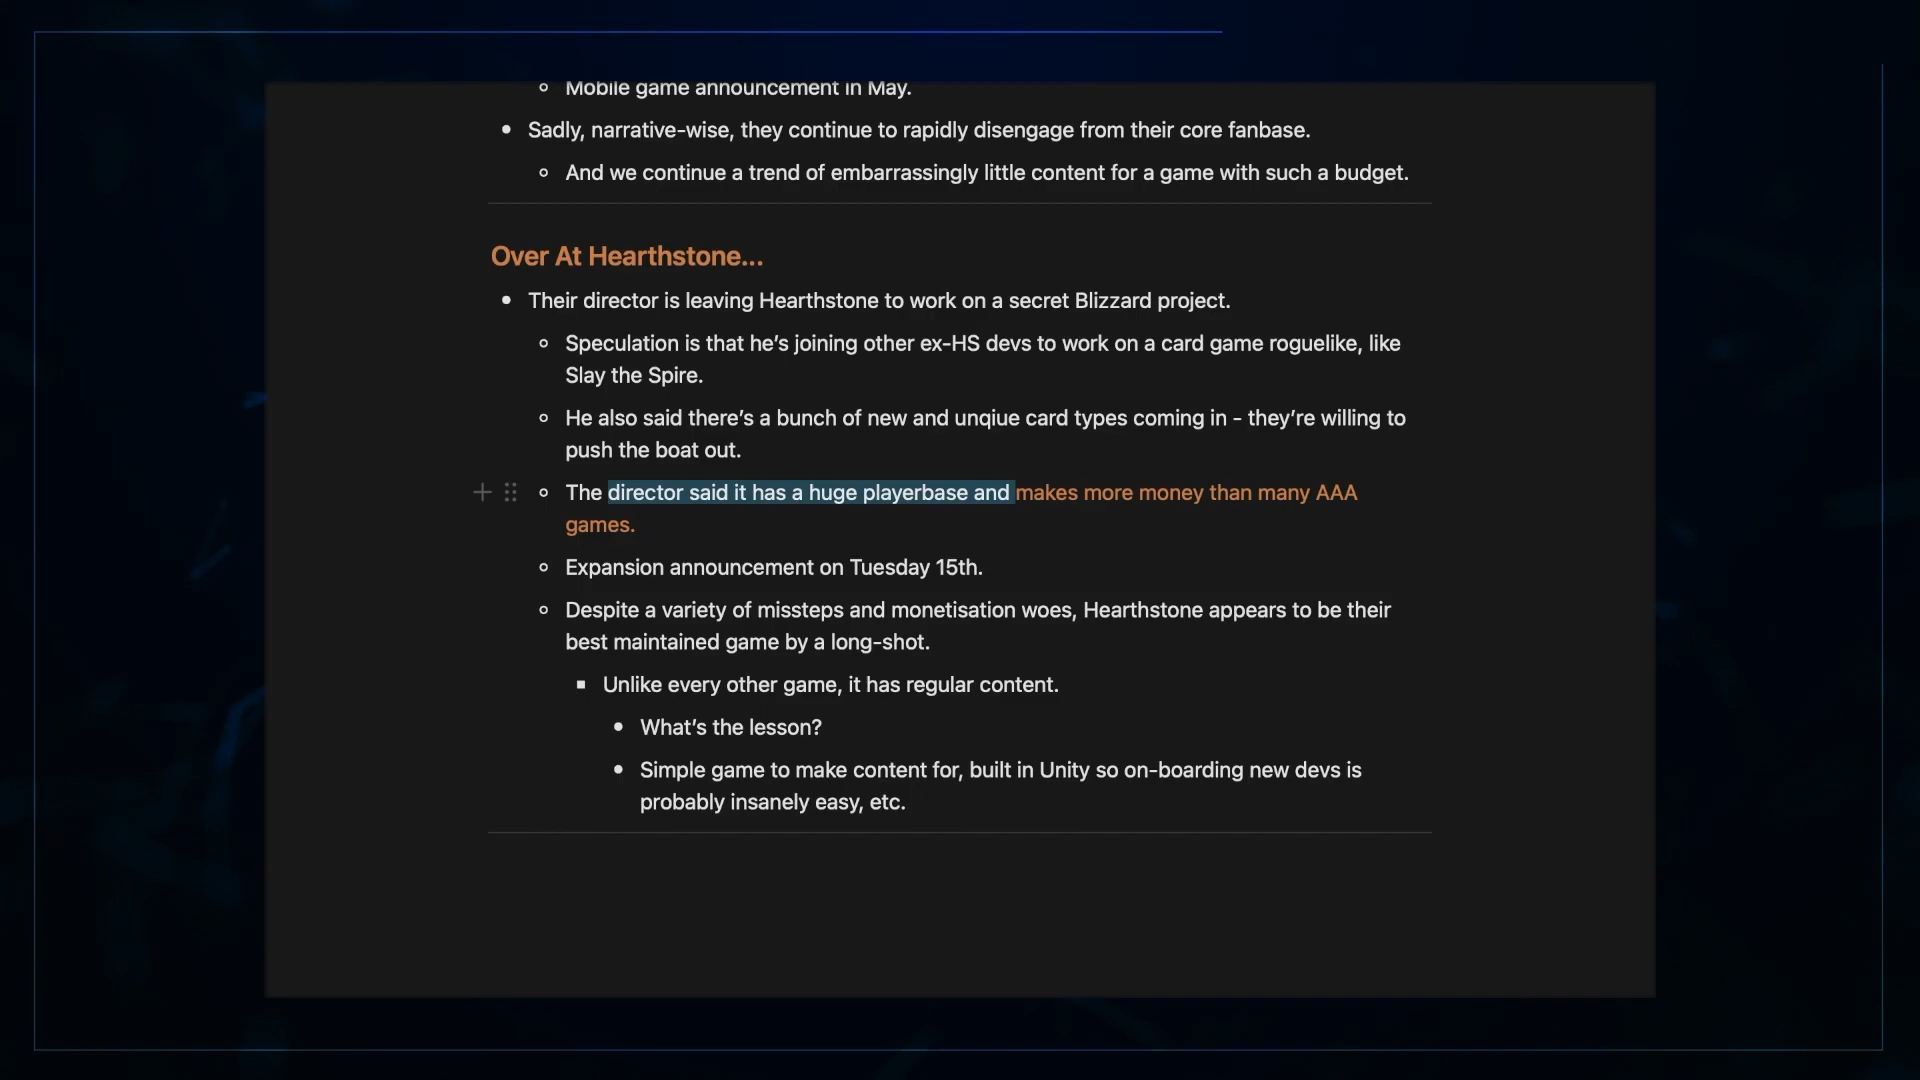 Mobile game announcement in May.
Sadly, narrative-wise, they continue to rapidly disengage from their core fanbase.
And we continue a trend of embarrassingly little content for a game with such a budget.
Over At Hearthstone...
Their director is leaving Hearthstone to work on a secret Blizzard project.
Speculation is that he’s joining other ex-HS devs to work on a card game roguelike, like
Slay the Spire.
He also said there’s a bunch of new and unqiue card types coming in - they’re willing to
push the boat out.
The director said it has a huge playerbase and makes more money than many AAA
games.
Expansion announcement on Tuesday 15th.
Despite a variety of missteps and monetisation woes, Hearthstone appears to be their
best maintained game by a long-shot.
Unlike every other game, it has regular content.
What’s the lesson?
Simple game to make content for, built in Unity so on-boarding new devs is
probably insanely easy, etc.